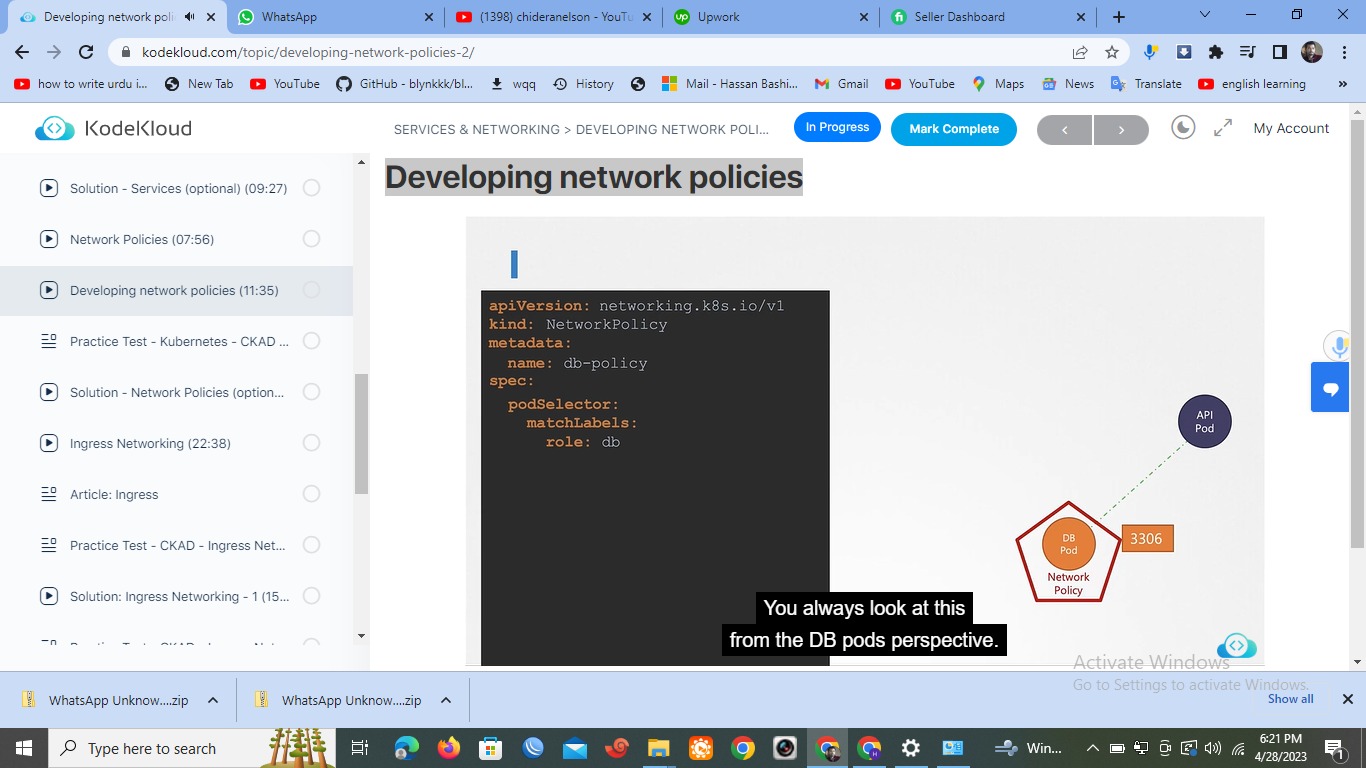 Developing network poli
WhatsApp
(1398) chideranelson - YouTu
Upwork
Seller Dashboard
kodekloud.com/topic/developing-network-policies-2/
how to write urdu i...
New Tab
YouTube
GitHub - blynkkk/bl...
wqq
History
Mail - Hassan Bashi...
Gmail
YouTube
Maps
News
Translate
english learning
»
KodeKloud
SERVICES & NETWORKING > DEVELOPING NETWORK POLI...
In Progress
Mark Complete
My Account
Solution - Services (optional) (09:27)
Network Policies (07:56)
Developing network policies (11:35)
Practice Test - Kubernetes - CKAD ...
Solution - Network Policies (option...
Ingress Networking (22:38)
Article: Ingress
Practice Test - CKAD - Ingress Net...
Solution: Ingress Networking - 1 (15...
Developing network policies
apiVersion: networking.k8s.io/v1
kind: NetworkPolicy
metadata:
name: db-policy
spec:
podSelector:
matchLabels:
role: db
API
Pod
DB
Pod
3306
Network
Policy
You always look at this
from the DB pods perspective.
Activate Windows
Go to Settings to activate Windows.
WhatsApp Unknow....zip
WhatsApp Unknow....zip
Show all
Type here to search
Win...
6:21 PM
4/28/2023
1